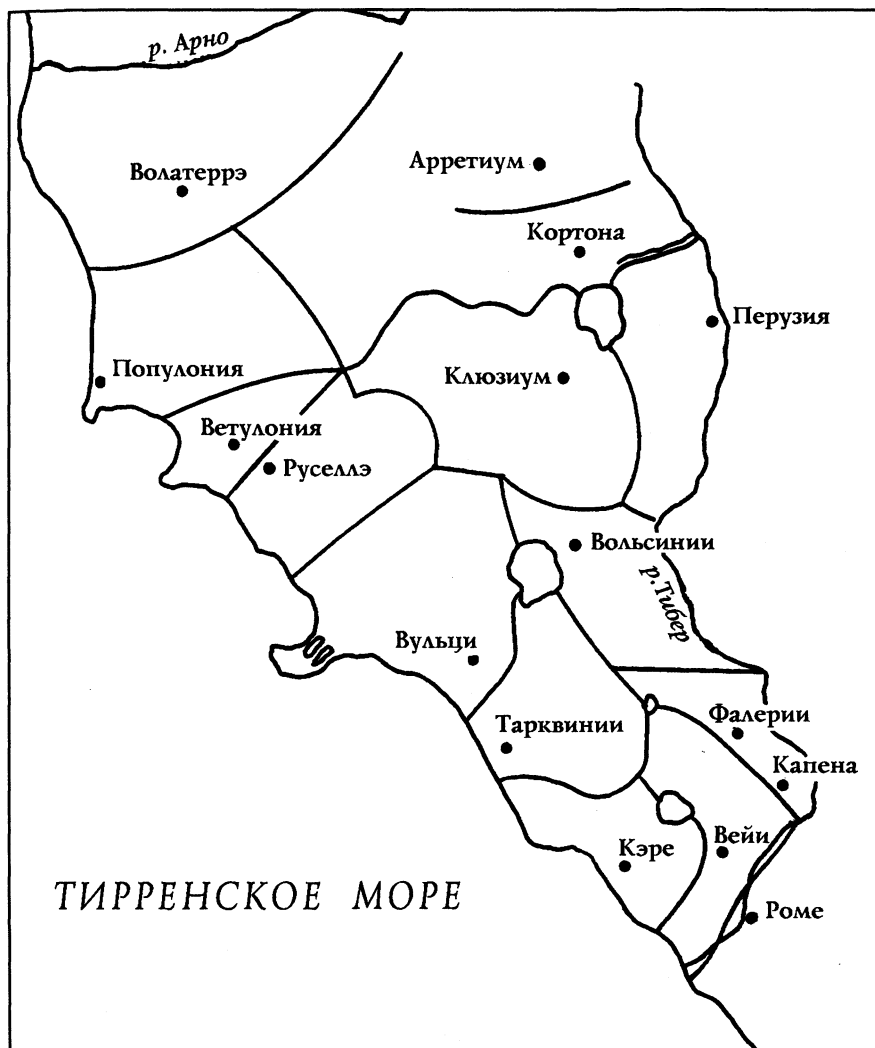 р. Арно
Волатеррэ
Арретиум
Кортона
Перузия
Популония
Клюзиум
Ветулония
Руселлэ
Вольсинии
р. Тибер
Вульци
Тарквинии
Фалерии
Капена
Кэре
Вейи
ТИРРЕНСКОЕ МОРЕ
Роме